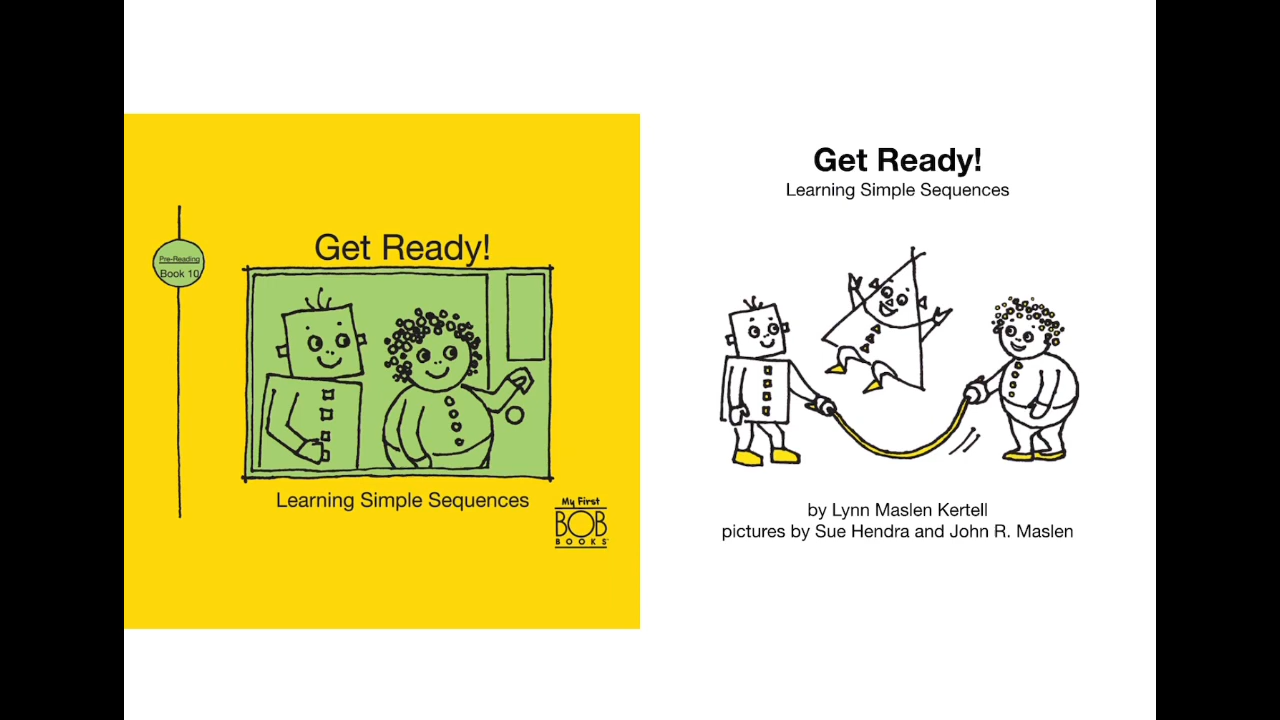 Get Ready!
Pre-Reading
Book 10
Learning Simple Sequences
My First
BOB
BOOKS
Get Ready!
Learning Simple Sequences
by Lynn Maslen Kertell
pictures by Sue Hendra and John R. Maslen